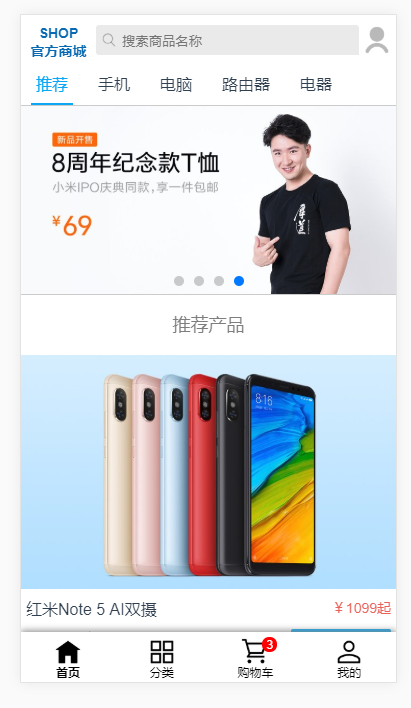 SHOP
官方商城
搜索商品名称
推荐 手机 电脑 路由器 电器
新品开售
8周年纪念款T恤
小米IPO庆典同款，享一件包邮
¥69
推荐产品
8:16
红米Note 5 AI双摄
￥1099起
3
首页 分类 购物车 我的